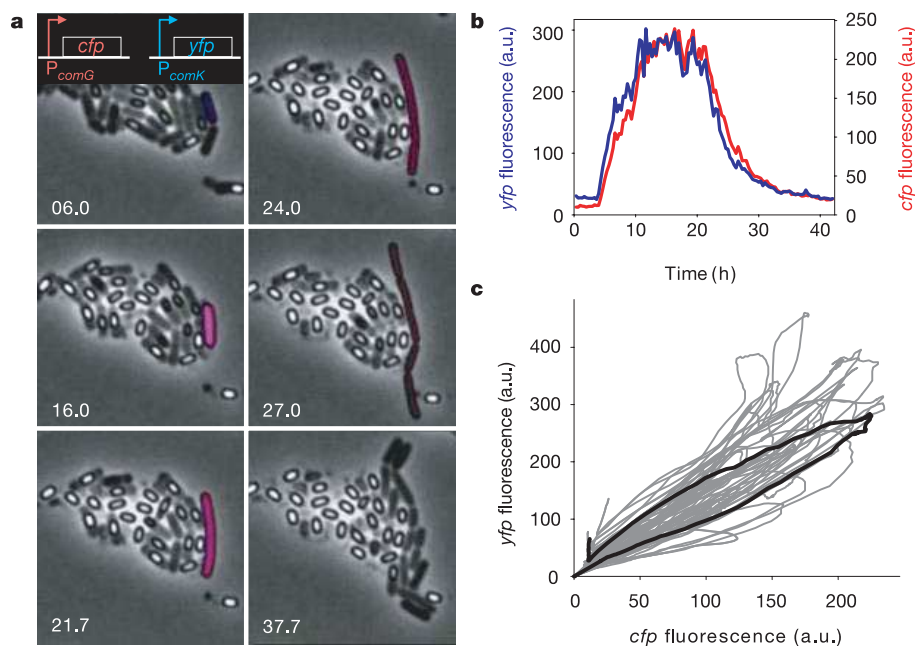 a
cfp
yfp
PcomG
PcomK
06.0
24.0
16.0
27.0
21.7
37.7
b
300
200
100
0
yfp fluorescence (a.u.)
250
200
150
100
50
0
cfp fluorescence (a.u.)
0 10 20 30 40
Time (h)
c
400
300
200
100
0
yfp fluorescence (a.u.)
0 50 100 150 200
cfp fluorescence (a.u.)